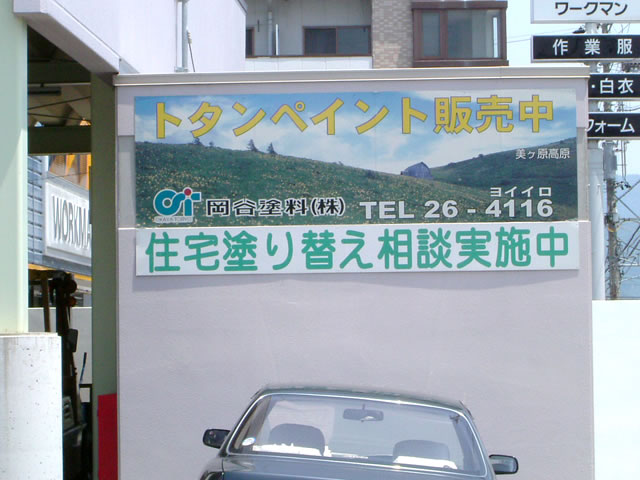 ワークマン
作業服
・白衣
フォーム
トタンペイント販売中
美ヶ原高原
ヨイイロ
岡谷塗料(株) TEL 26-4116
住宅塗り替え相談実施中
WORKMA